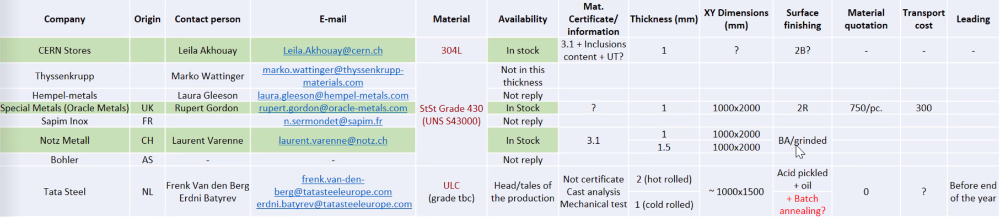 Company Origin Contact person E-mail Material Availability Mat. Certificate/ information Thickness (mm) XY Dimensions (mm) Surface finishing Material quotation Transport cost Leading
CERN Stores Leila Akhouay Leila.Akhouay@cern.ch 304L In stock 3.1 + Inclusions content + UT? 1 ? 2B? - - -
Thyssenkrupp Marko Wattinger marko.wattinger@thyssenkrupp-materials.com Not in this thickness
Hempel-metals Laura Gleeson laura.gleeson@hempel-metals.com Not reply
Special Metals (Oracle Metals) UK Rupert Gordon rupert.gordon@oracle-metals.com StSt Grade 430 (UNS S43000) In Stock ? 1 1000x2000 2R 750/pc. 300
Sapim Inox FR n.sermondet@sapim.fr Not reply
Notz Metall CH Laurent Varenne laurent.varenne@notz.ch In Stock 3.1 1 1000x2000 BA/grinded
1.5 1000x2000
Bohler AS - - Not reply
Tata Steel NL Frenk Van den Berg Erdni Batyrev frenk.van-den-berg@tatasteeleurope.com erdni.batyrev@tatasteeleurope.com ULC (grade tbc) Head/tales of the production Not certificate Cast analysis Mechanical test 2 (hot rolled) ~ 1000x1500 Acid pickled + oil 0 ? Before end of the year
1 (cold rolled) + Batch annealing?